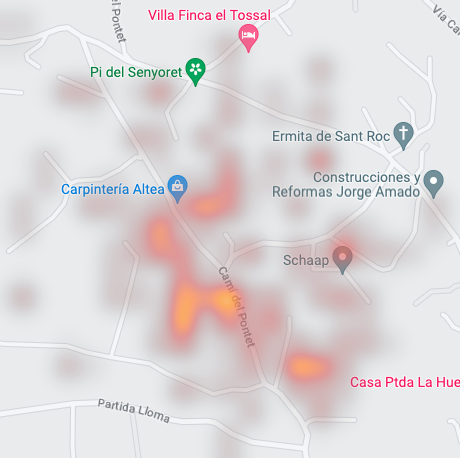 Villa Finca el Tossal
del Pontet
Via Ca
Pi del Senyoret
Ermita de Sant Roc
Construcciones y
Reformas Jorge Amado
Carpintería Altea
Schaap
Camí del Pontet
Casa Ptda La Hue
Partida Lloma